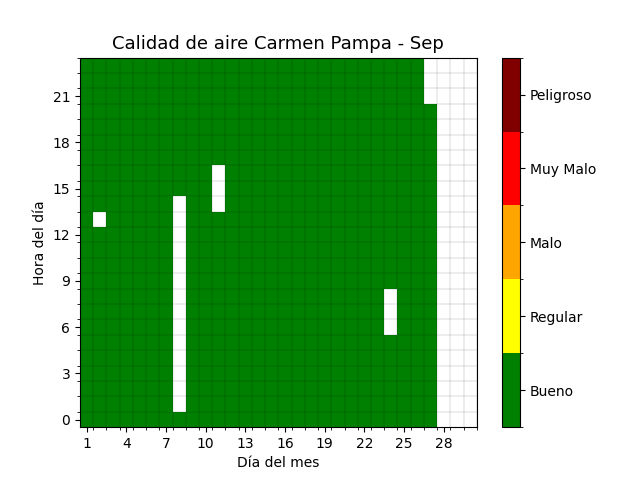 Calidad de aire Carmen Pampa - Sep
Hora del día
21
18
15
12
9
6
3
0
1 4 7 10 13 16 19 22 25 28
Día del mes
Peligroso
Muy Malo
Malo
Regular
Bueno